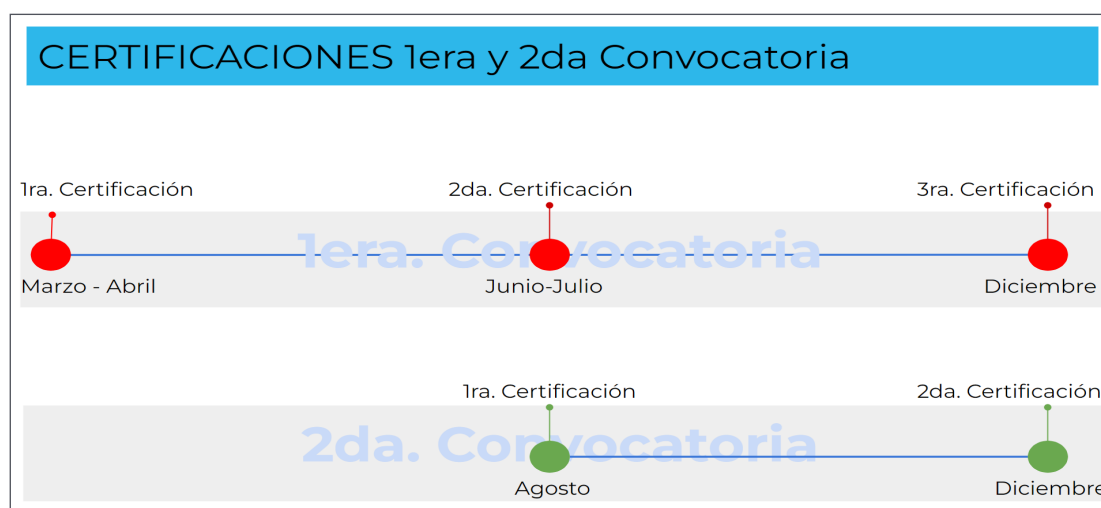 CERTIFICACIONES 1era y 2da Convocatoria
1ra. Certificación 2da. Certificación 3ra. Certificación
1era. Convocatoria
Marzo - Abril Junio-Julio Diciembre
1ra. Certificación 2da. Certificación
2da. Convocatoria
Agosto Diciembre